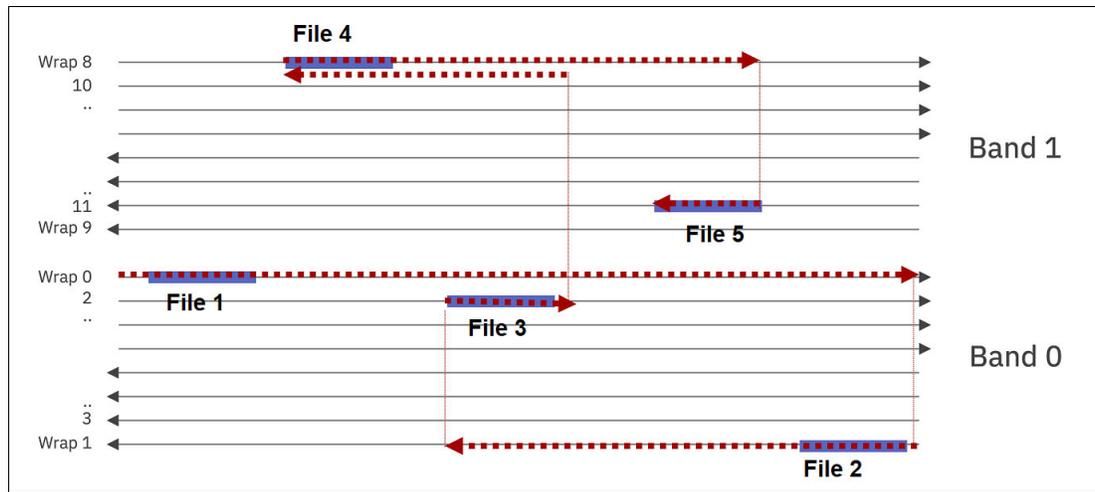 File 4
Wrap 8
10
..
Band 1
..
11
Wrap 9
File 5
Wrap 0
File 1
2
File 3
..
Band 0
..
3
Wrap 1
File 2